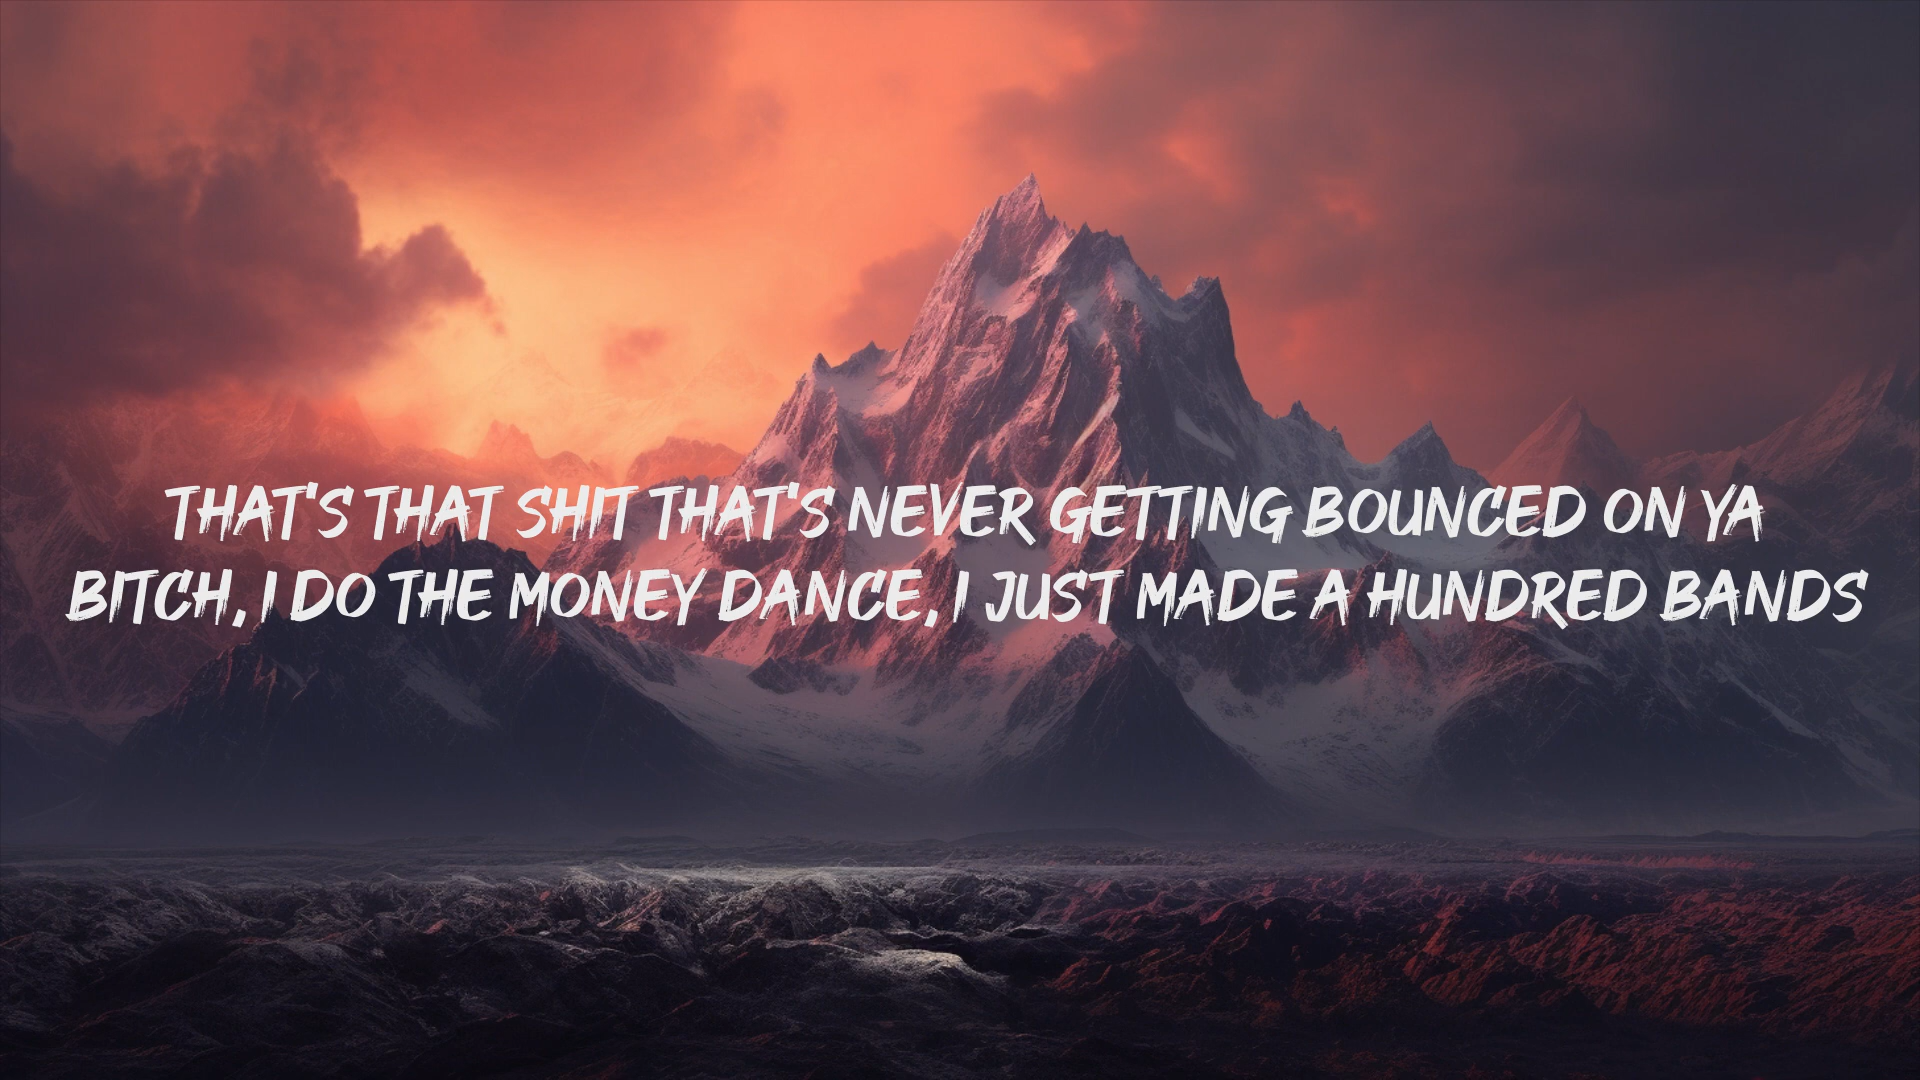 THAT'S THAT SHIT THAT'S NEVER GETTING BOUNCED ON YA
BITCH, I DO THE MONEY DANCE, I JUST MADE A HUNDRED BANDS